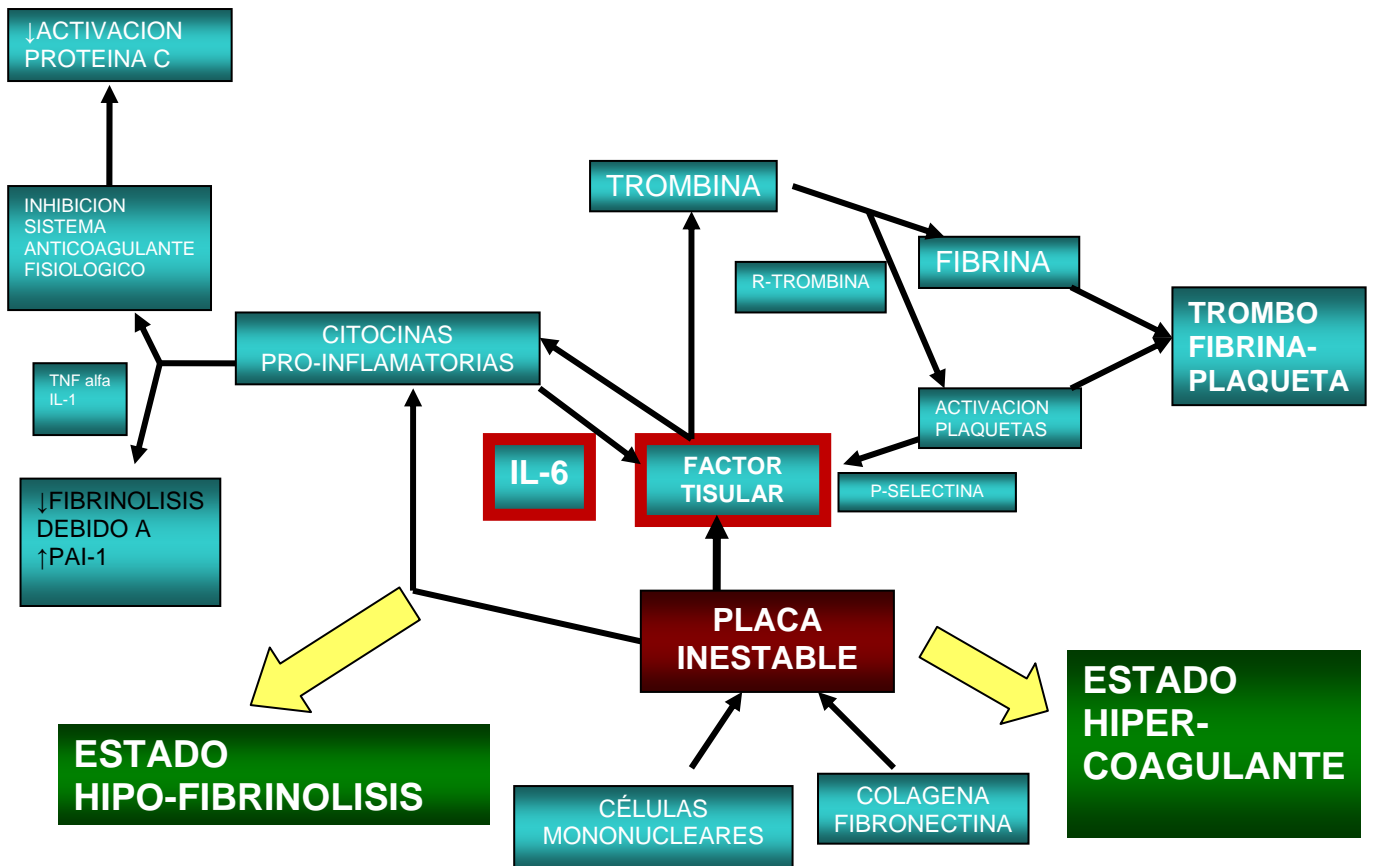 ↓ACTIVACION
PROTEINA C
INHIBICION
SISTEMA
ANTICOAGULANTE
FISIOLOGICO
TROMBINA
FIBRINA
R-TROMBINA
TROMBO
FIBRINA-
PLAQUETA
CITOCINAS
PRO-INFLAMATORIAS
TNF alfa
IL-1
ACTIVACION
PLAQUETAS
IL-6
FACTOR
TISULAR
P-SELECTINA
↓FIBRINOLISIS
DEBIDO A
↑PAI-1
PLACA
INESTABLE
ESTADO
HIPER-
COAGULANTE
ESTADO
HIPO-FIBRINOLISIS
CÉLULAS
MONONUCLEARES
COLAGENA
FIBRONECTINA